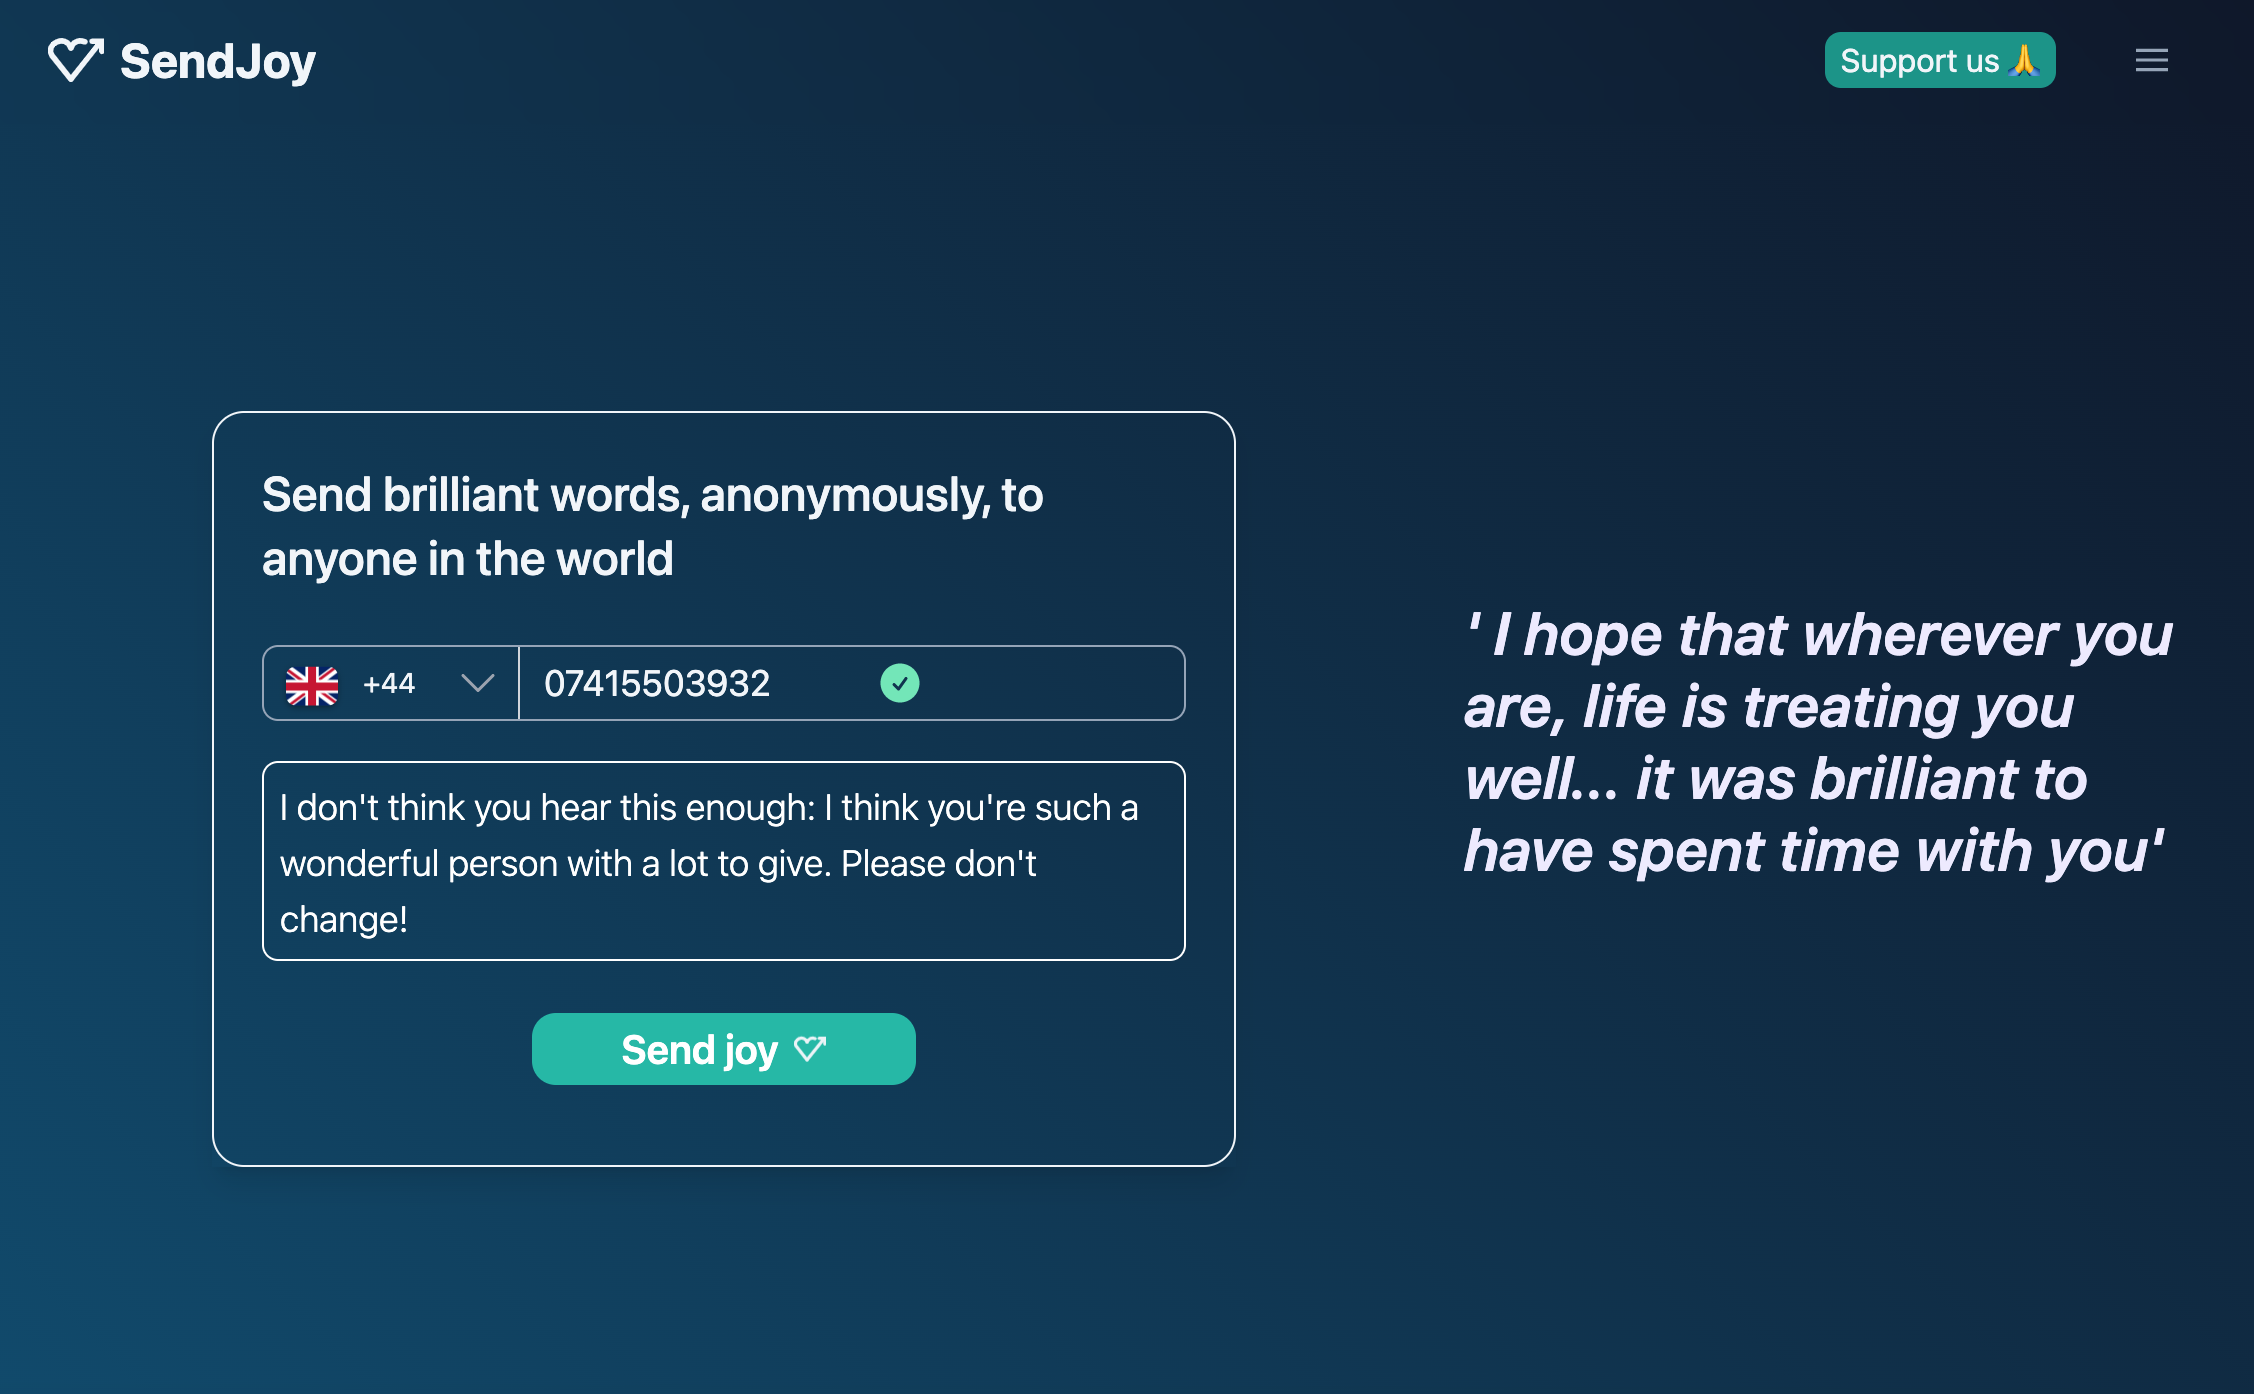 SendJoy
Support us 🙏
Send brilliant words, anonymously, to
anyone in the world
+44
07415503932
I don't think you hear this enough: I think you're such a
wonderful person with a lot to give. Please don't
change!
Send joy
' I hope that wherever you
are, life is treating you
well... it was brilliant to
have spent time with you'